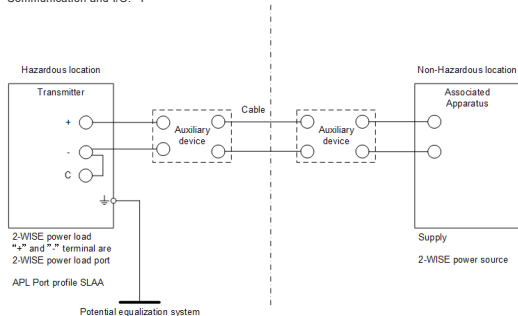 Hazardous location
Non-Hazardous location
Transmitter
Associated
Apparatus
Cable
+
Auxiliary
device
Auxiliary
device
-
C
2-WISE power load
"+" and "-" terminal are
2-WISE power load port
APL Port profile SLAA
Supply
2-WISE power source
Potential equalization system